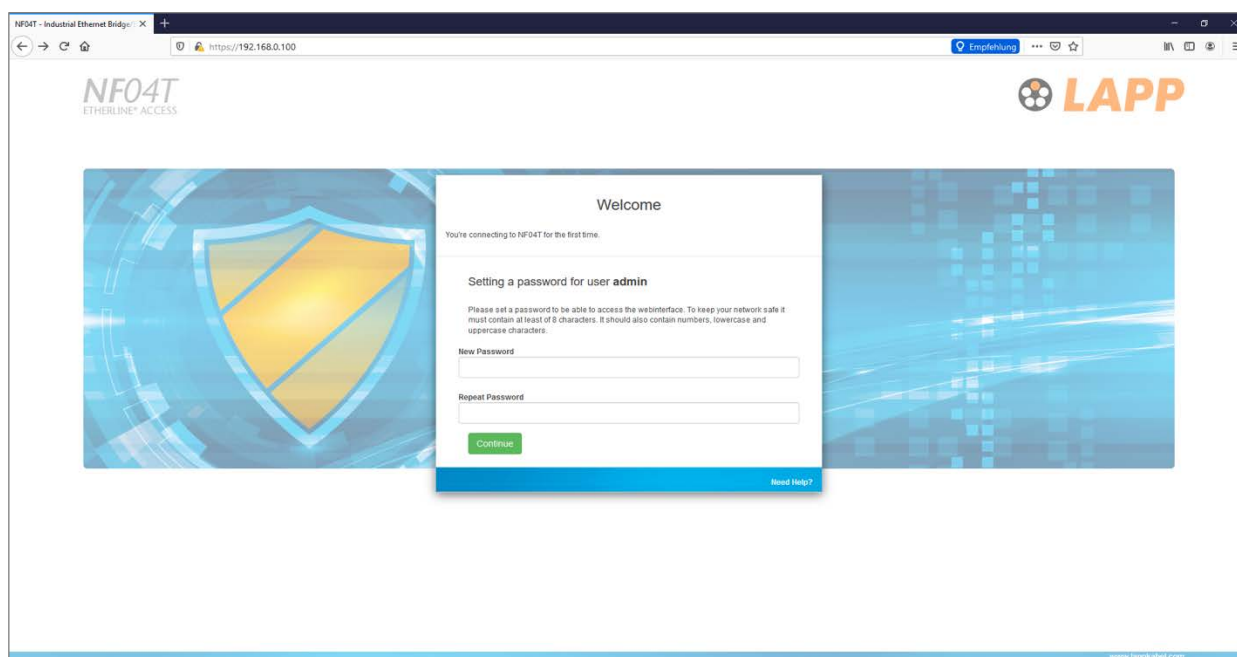 NF04T - Industrial Ethernet Bridge/
https://192.168.0.100
Empfehlung
NF04T
ETHERLINE® ACCESS
LAPP
Welcome
You're connecting to NF04T for the first time.
Setting a password for user admin
Please set a password to be able to access the webinterface. To keep your network safe it
must contain at least of 8 characters. It should also contain numbers, lowercase and
uppercase characters.
New Password
Repeat Password
Continue
Need Help?
www.lappkabel.com